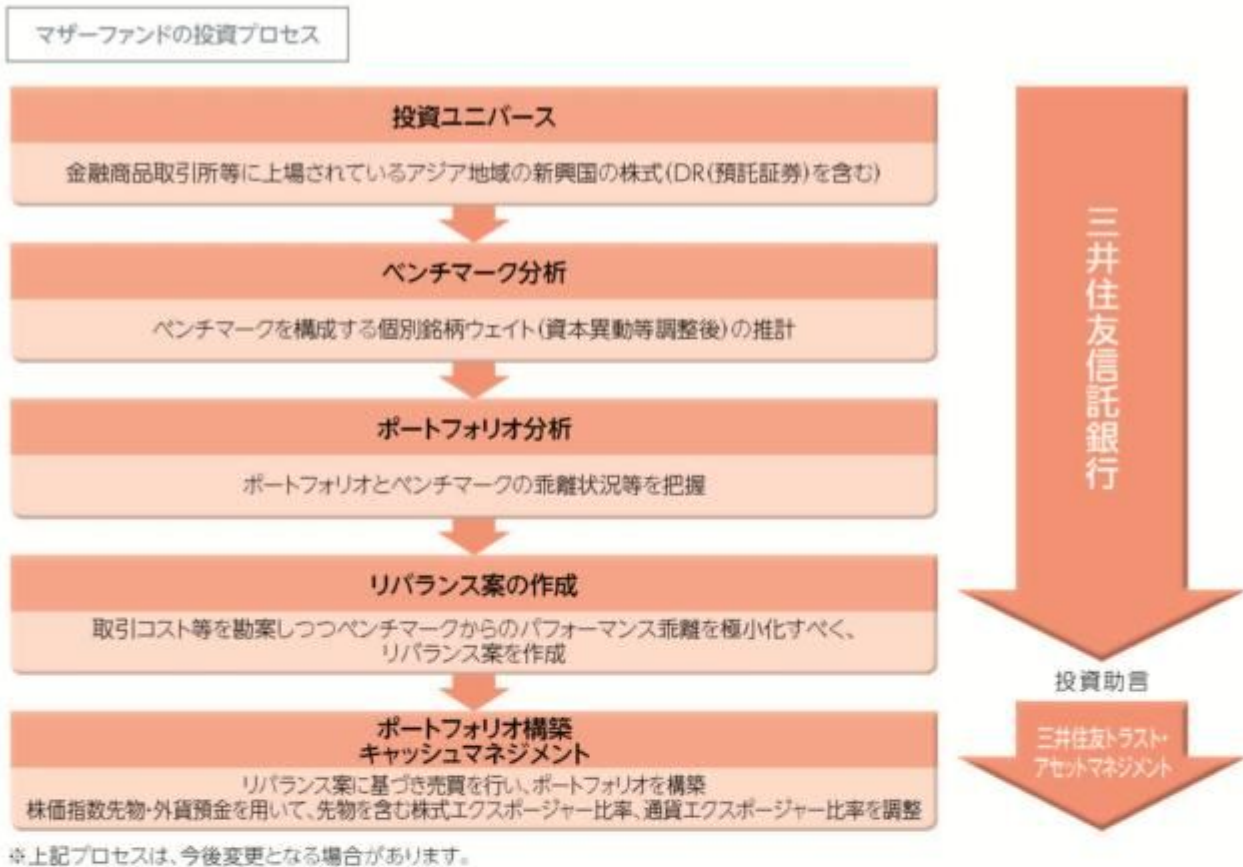 マザーファンドの投資プロセス
投資ユニバース
金融商品取引所等に上場されているアジア地域の新興国の株式(DR(預託証券)を含む)
ベンチマーク分析
ベンチマークを構成する個別銘柄ウェイト(資本異動等調整後)の推計
ポートフォリオ分析
ポートフォリオとベンチマークの乖離状況等を把握
リバランス案の作成
取引コスト等を勘案しつつベンチマークからのパフォーマンス乖離を極小化すべく、
リバランス案を作成
ポートフォリオ構築
キャッシュマネジメント
リバランス案に基づき売買を行い、ポートフォリオを構築
株価指数先物・外貨預金を用いて、先物を含む株式エクスポージャー比率、通貨エクスポージャー比率を調整
三井住友信託銀行
投資助言
三井住友トラスト・
アセットマネジメント
※上記プロセスは、今後変更となる場合があります。